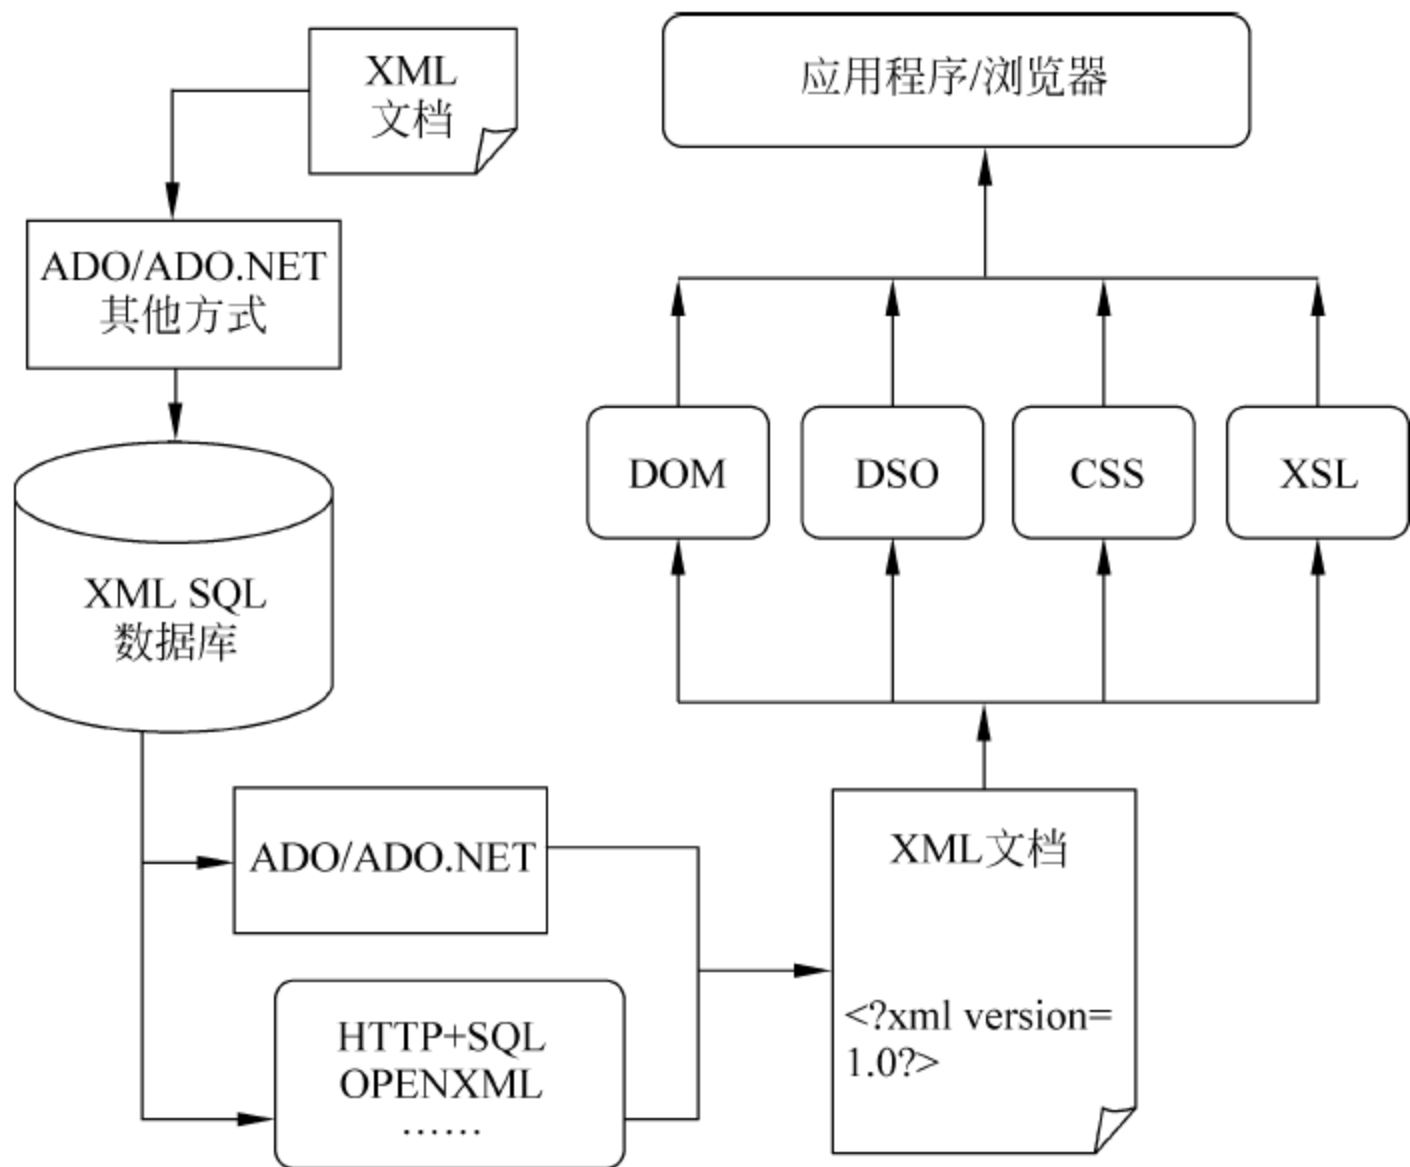 XML
文档
应用程序/浏览器
ADO/ADO.NET
其他方式
DOM
DSO
CSS
XSL
XML SQL
数据库
ADO/ADO.NET
XML文档
<?xml version=
1.0?>
HTTP+SQL
OPENXML
……